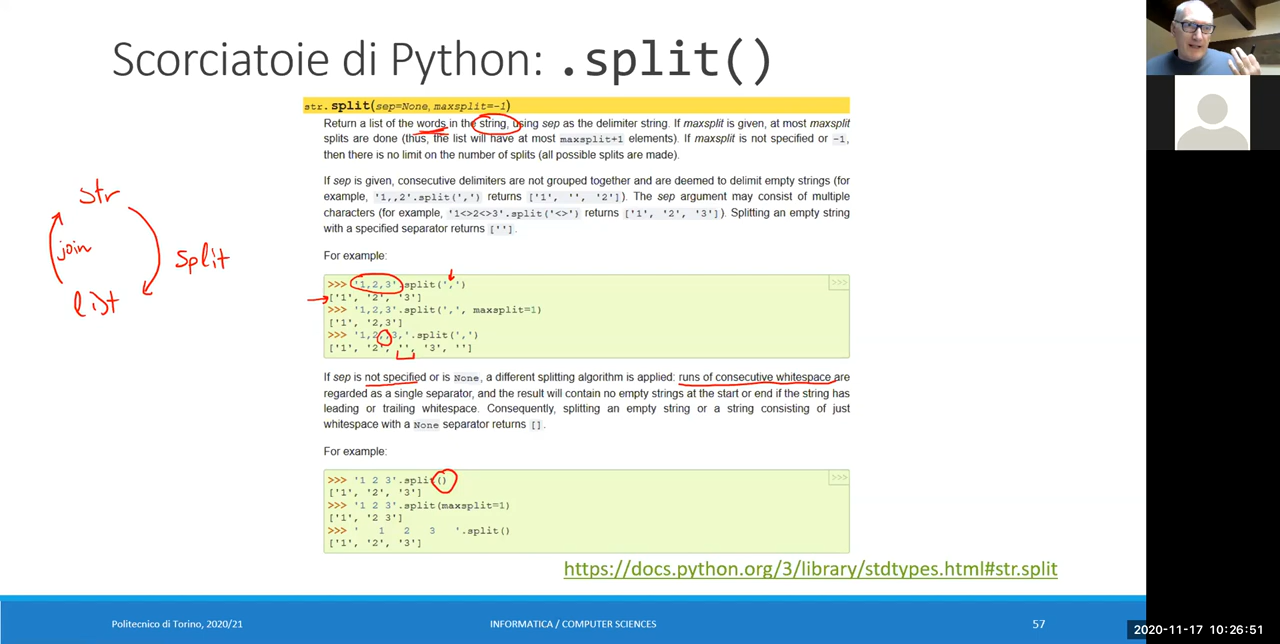 Scorciatoie di Python: .split()
str.split(sep=None, maxsplit=-1)
Return a list of the words in the string, using sep as the delimiter string. If maxsplit is given, at most maxsplit
splits are done (thus, the list will have at most maxsplit+1 elements). If maxsplit is not specified or -1,
then there is no limit on the number of splits (all possible splits are made).
If sep is given, consecutive delimiters are not grouped together and are deemed to delimit empty strings (for
example, '1,,2'.split(',') returns ['1', '', '2']). The sep argument may consist of multiple
characters (for example, '1<>2<>3'.split('<>') returns ['1', '2', '3']). Splitting an empty string
with a specified separator returns [''].
For example:
>>> '1,2,3'.split(',')
['1', '2', '3']
>>> '1,2,3'.split(',', maxsplit=1)
['1', '2,3']
>>> '1,2,,3,'.split(',')
['1', '2', '', '3', '']
>>>
If sep is not specified or is None, a different splitting algorithm is applied: runs of consecutive whitespace are
regarded as a single separator, and the result will contain no empty strings at the start or end if the string has
leading or trailing whitespace. Consequently, splitting an empty string or a string consisting of just
whitespace with a None separator returns [].
For example:
>>> '1 2 3'.split()
['1', '2', '3']
>>> '1 2 3'.split(maxsplit=1)
['1', '2 3']
>>> '   1   2   3   '.split()
['1', '2', '3']
>>>
str
join
split
list
https://docs.python.org/3/library/stdtypes.html#str.split
Politecnico di Torino, 2020/21
INFORMATICA / COMPUTER SCIENCES
57
2020-11-17 10:26:51